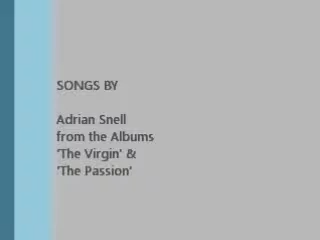 SONGS BY
Adrian Snell
from the Albums
'The Virgin' &
'The Passion'